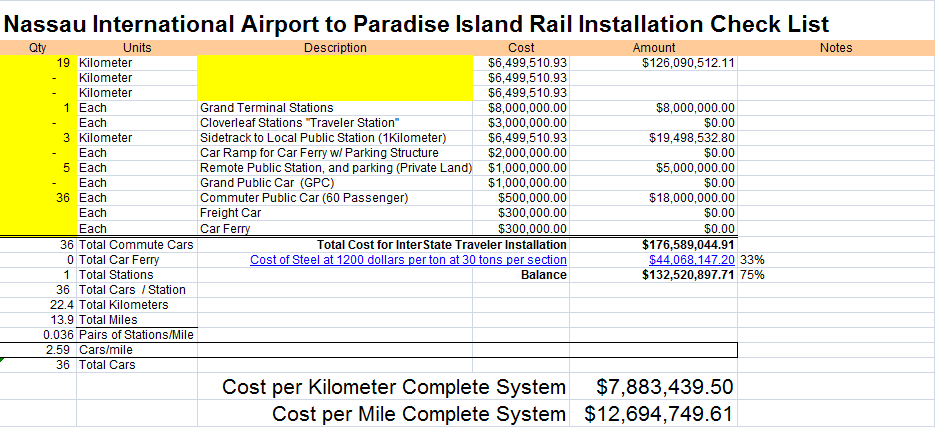 Nassau International Airport to Paradise Island Rail Installation Check List
Qty Units Description Cost Amount Notes
19 Kilometer $6,499,510.93 $126,090,512.11
- Kilometer $6,499,510.93
- Kilometer $6,499,510.93
1 Each Grand Terminal Stations $8,000,000.00 $8,000,000.00
- Each Cloverleaf Stations "Traveler Station" $3,000,000.00 $0.00
3 Kilometer Sidetrack to Local Public Station (1Kilometer) $6,499,510.93 $19,498,532.80
- Each Car Ramp for Car Ferry w/ Parking Structure $2,000,000.00 $0.00
5 Each Remote Public Station, and parking (Private Land) $1,000,000.00 $5,000,000.00
- Each Grand Public Car (GPC) $1,000,000.00 $0.00
36 Each Commuter Public Car (60 Passenger) $500,000.00 $18,000,000.00
Each Freight Car $300,000.00 $0.00
Each Car Ferry $300,000.00 $0.00
36 Total Commute Cars Total Cost for InterState Traveler Installation $176,589,044.91
0 Total Car Ferry Cost of Steel at 1200 dollars per ton at 30 tons per section $44,068,147.20 33%
1 Total Stations Balance $132,520,897.71 75%
36 Total Cars / Station
22.4 Total Kilometers
13.9 Total Miles
0.036 Pairs of Stations/Mile
2.59 Cars/mile
36 Total Cars
Cost per Kilometer Complete System $7,883,439.50
Cost per Mile Complete System $12,694,749.61